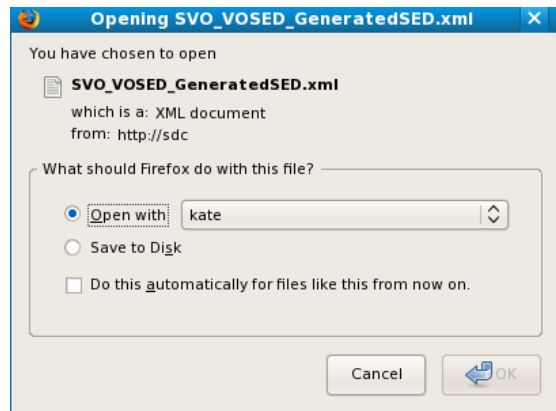 Opening SVO_VOSED_GeneratedSED.xml
You have chosen to open
SVO_VOSED_GeneratedSED.xml
which is a: XML document
from: http://sdc
What should Firefox do with this file?
Open with kate
Save to Disk
Do this automatically for files like this from now on.
Cancel OK